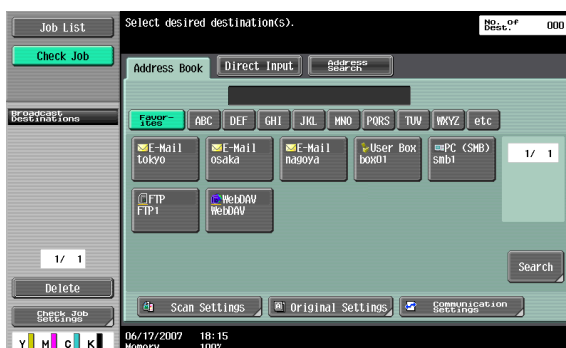 Job List
Select desired destination(s).
No. of
Dest.
000
Check Job
Address Book
Direct Input
Address
Search
Broadcast
Destinations
Favor-
ites
ABC
DEF
GHI
JKL
MNO
PQRS
TUV
WXYZ
etc
E-Mail
tokyo
E-Mail
osaka
E-Mail
nagoya
User Box
box01
PC (SMB)
smb1
1/ 1
FTP
FTP1
WebDAV
WebDAV
1/ 1
Search
Delete
Check Job
Settings
Scan Settings
Original Settings
Communication
Settings
Y M C K
06/17/2007 18:15
Memory 100%